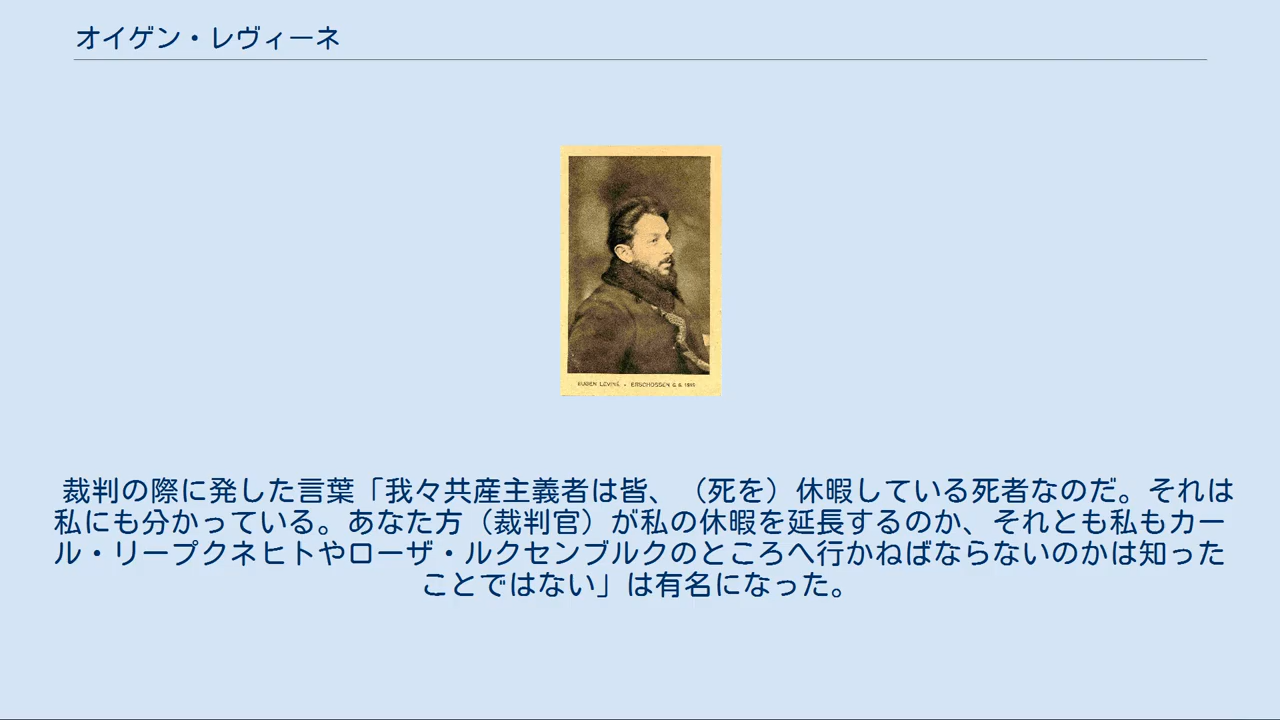 オイゲン・レヴィーネ
EUGEN LEVINÉ • ERSCHOSSEN
裁判の際に発した言葉「我々共産主義者は皆、（死を）休暇している死者なのだ。それは
私にも分かっている。あなた方（裁判官）が私の休暇を延長するのか、それとも私もカー
ル・リープクネヒトやローザ・ルクセンブルクのところへ行かねばならないのかは知った
ことではない」は有名になった。